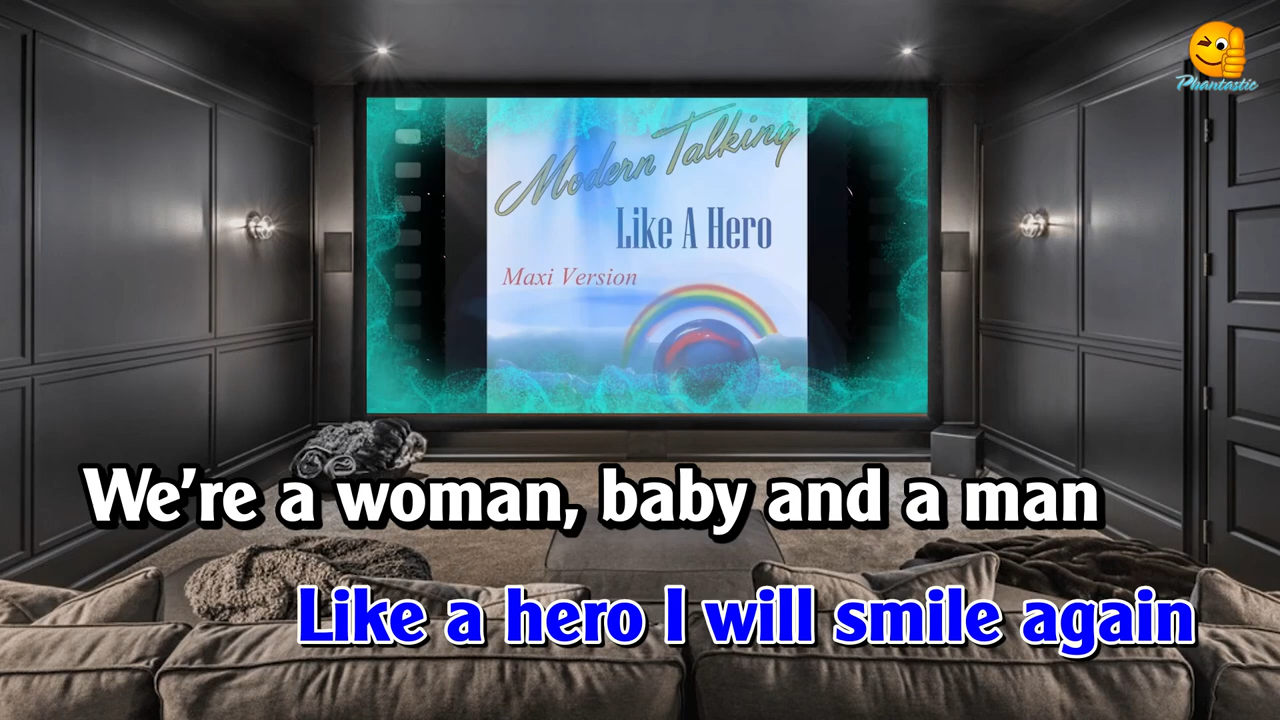 Phantastic
Modern Talking
Like A Hero
Maxi Version
We're a woman, baby and a man
Like a hero I will smile again